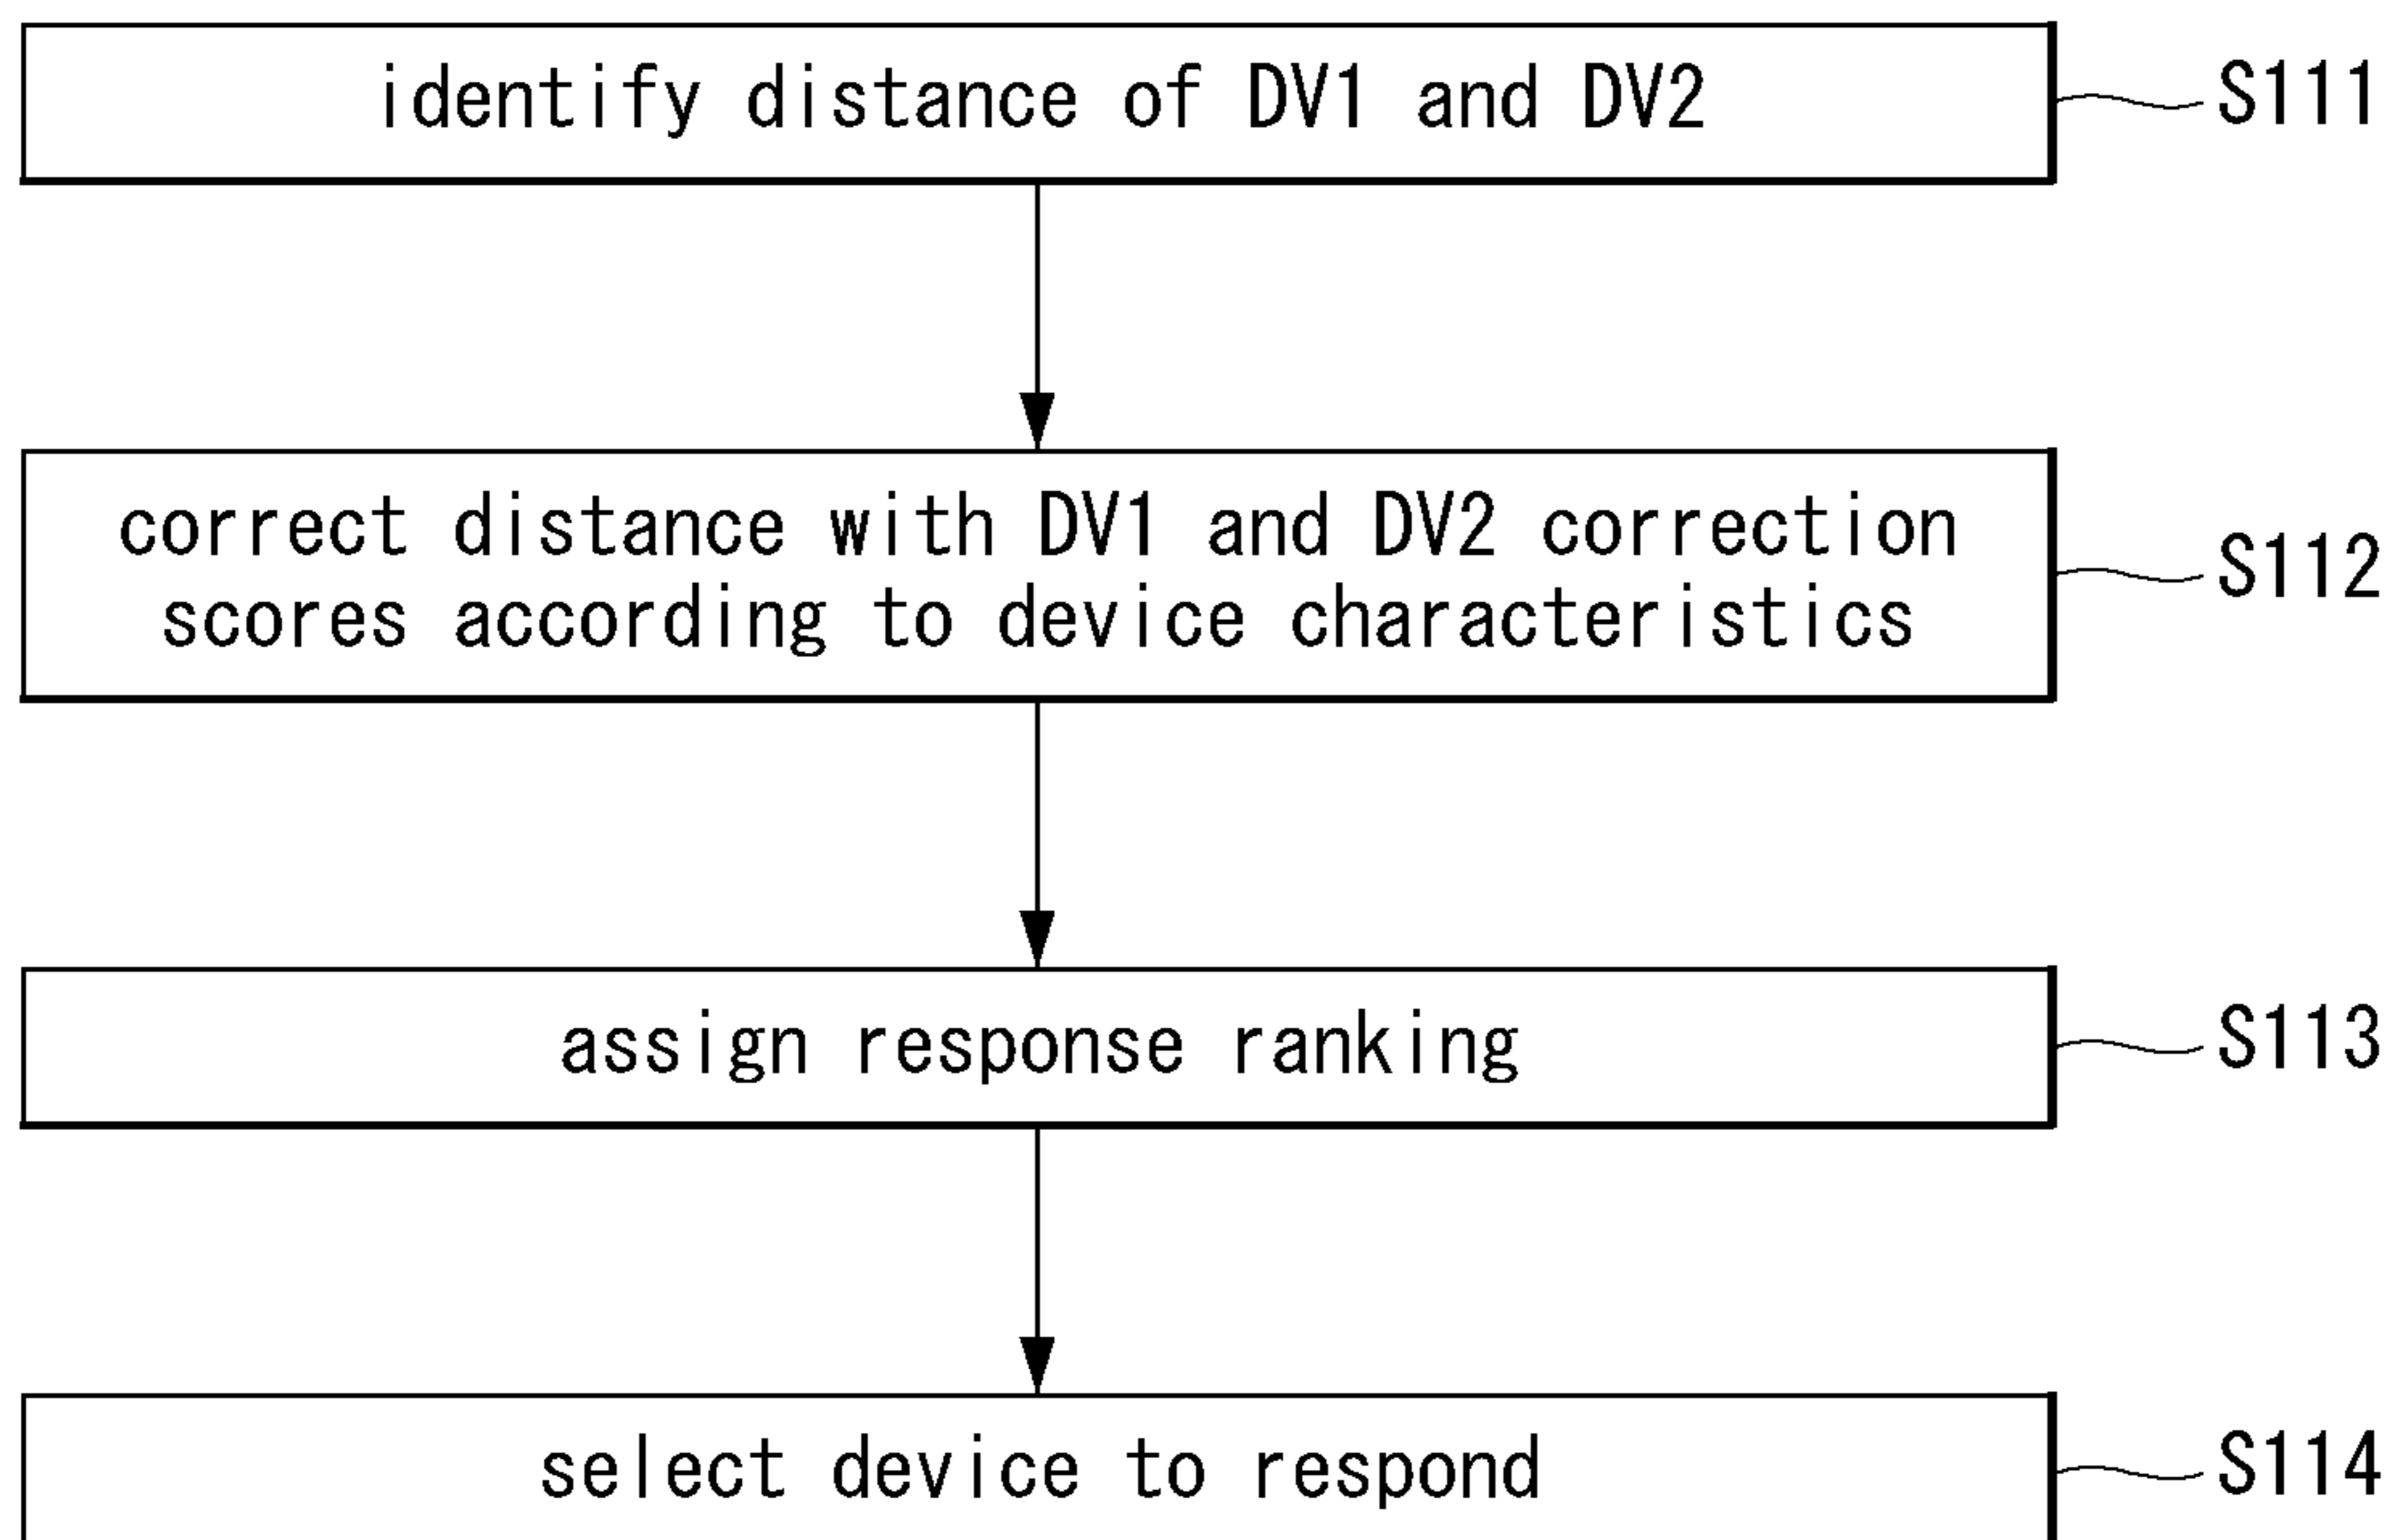 identify distance of DV1 and DV2
S111
correct distance with DV1 and DV2 correction
scores according to device characteristics
S112
assign response ranking
S113
select device to respond
S114